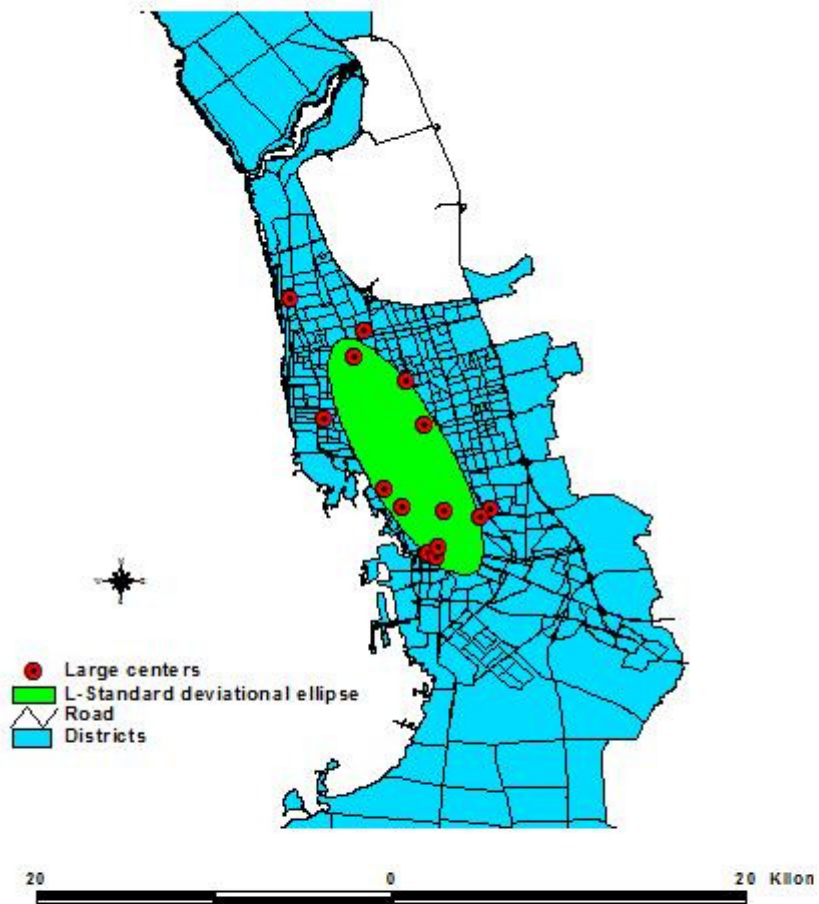 Large centers
L-Standard deviational ellipse
Road
Districts
20 0 20 Kilon